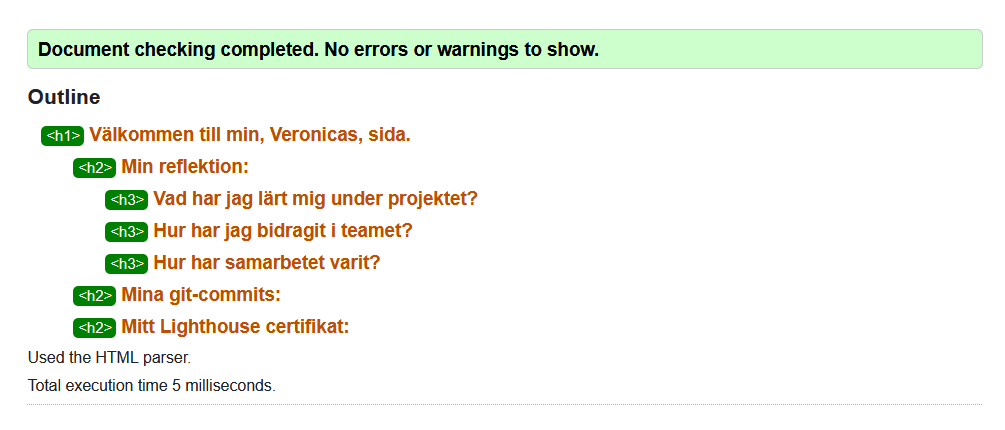 Document checking completed. No errors or warnings to show.
Outline
<h1> Välkommen till min, Veronicas, sida.
<h2> Min reflektion:
<h3> Vad har jag lärt mig under projektet?
<h3> Hur har jag bidragit i teamet?
<h3> Hur har samarbetet varit?
<h2> Mina git-commits:
<h2> Mitt Lighthouse certifikat:
Used the HTML parser.
Total execution time 5 milliseconds.